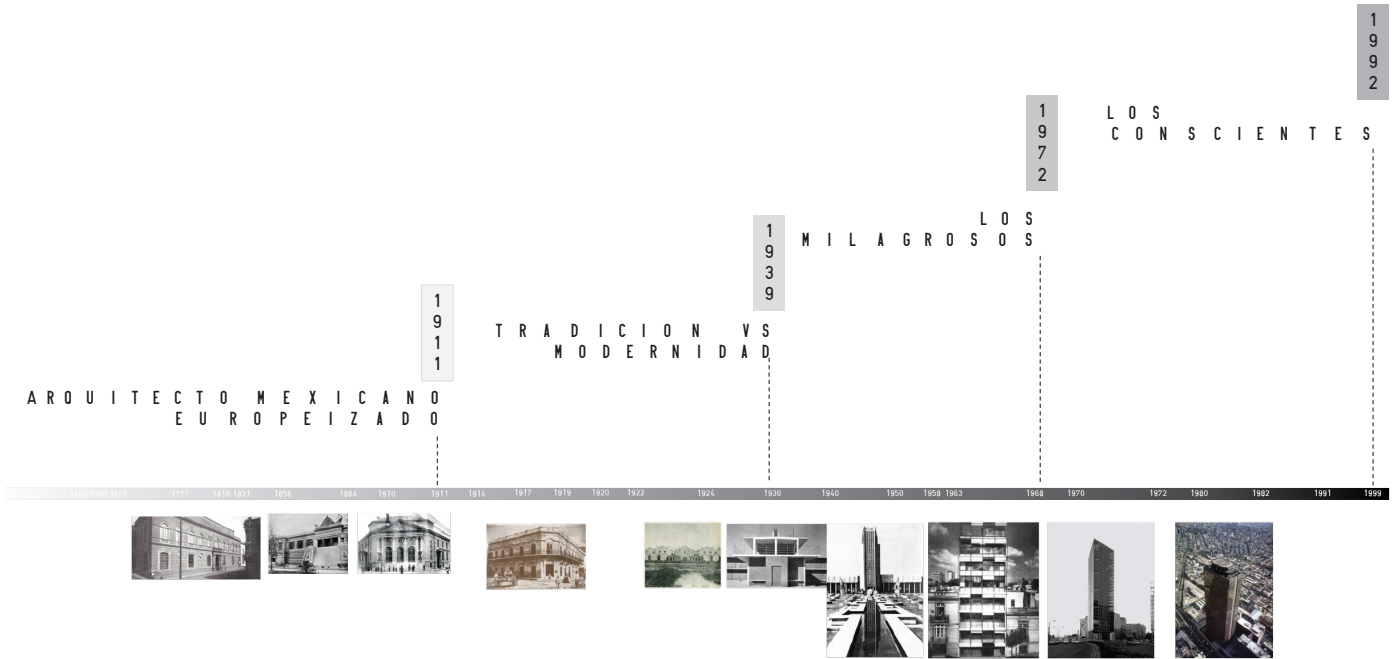 1992
LOS
CONSCIENTES
1972
LOS
MILAGROSOS
1939
TRADICION VS
MODERNIDAD
1911
ARQUITECTO MEXICANO
EUROPEIZADO
1771 1810 1821 1856 1864 1910 1911 1914 1917 1919 1920 1922 1924 1930 1940 1950 1958 1963 1968 1970 1972 1980 1982 1991 1999